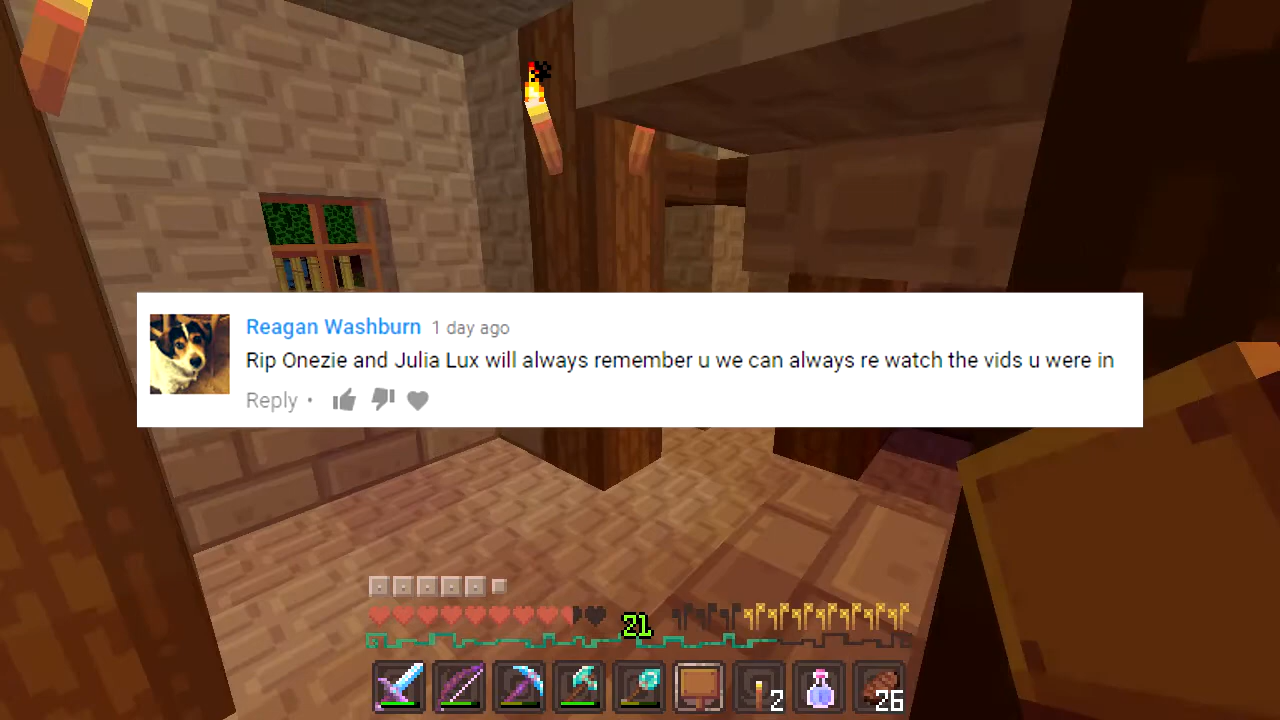 Reagan Washburn 1 day ago
Rip Onezie and Julia Lux will always remember u we can always re watch the vids u were in
Reply •
21
2
26